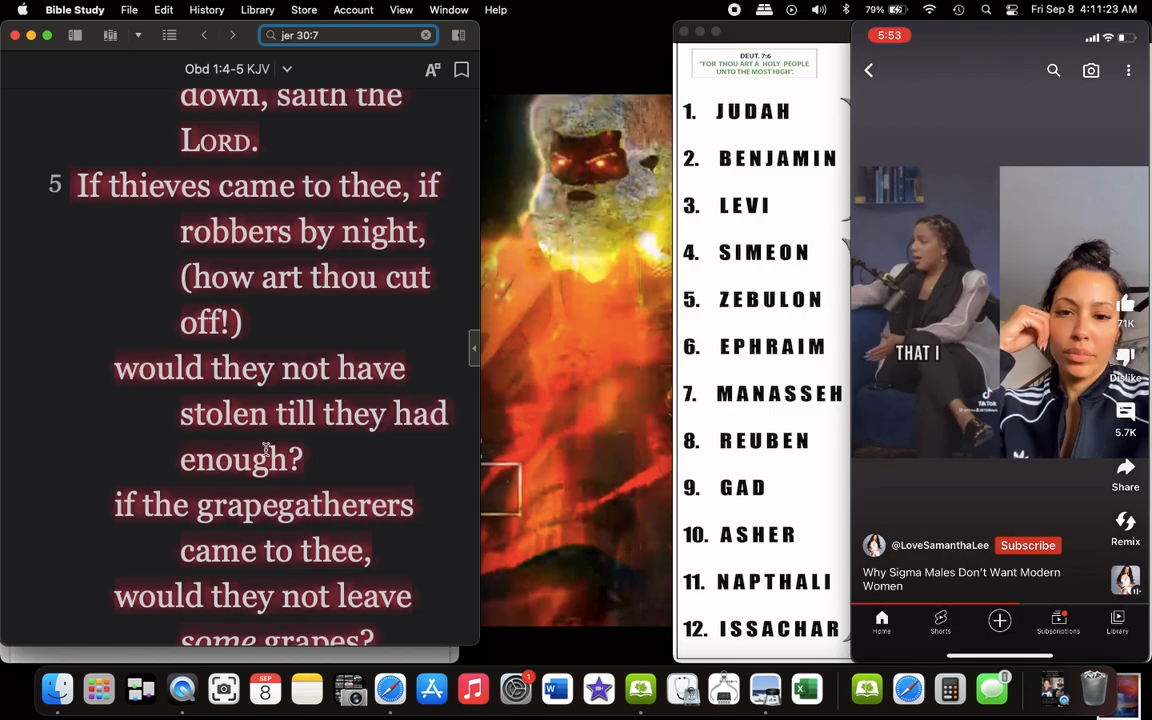 Bible Study File Edit History Library Store Account View Window Help
79% Fri Sep 8 4:11:23 AM
jer 30:7
Obd 1:4-5 KJV
down, saith the
LORD.
5 If thieves came to thee, if
robbers by night,
(how art thou cut
off!)
would they not have
stolen till they had
enough?
if the grapegatherers
came to thee,
would they not leave
some grapes?
DEUT. 7:6
"FOR THOU ART A HOLY PEOPLE
UNTO THE MOST HIGH".
1. JUDAH
2. BENJAMIN
3. LEVI
4. SIMEON
5. ZEBULON
6. EPHRAIM
7. MANASSEH
8. REUBEN
9. GAD
10. ASHER
11. NAPTHALI
12. ISSACHAR
5:53
THAT I
TikTok
71K
Dislike
5.7K
Share
Remix
@LoveSamanthaLee Subscribe
Why Sigma Males Don't Want Modern
Women
Home Shorts Subscriptions Library
SEP
8
1